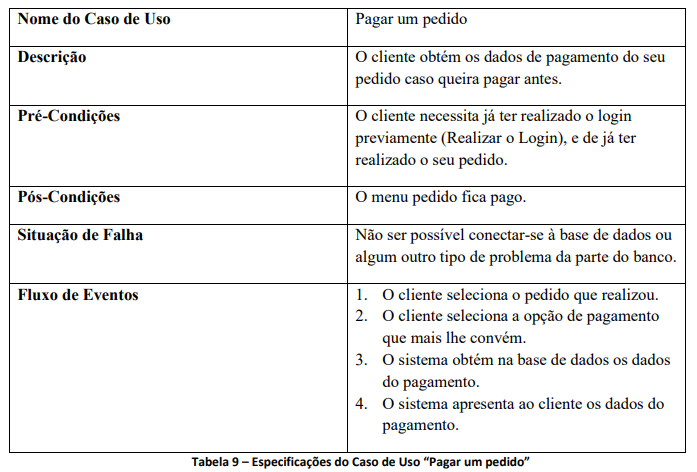 Nome do Caso de Uso
Pagar um pedido
Descrição
O cliente obtém os dados de pagamento do seu
pedido caso queira pagar antes.
Pré-Condições
O cliente necessita já ter realizado o login
previamente (Realizar o Login), e de já ter
realizado o seu pedido.
Pós-Condições
O menu pedido fica pago.
Situação de Falha
Não ser possível conectar-se à base de dados ou
algum outro tipo de problema da parte do banco.
Fluxo de Eventos
1. O cliente seleciona o pedido que realizou.
2. O cliente seleciona a opção de pagamento
que mais lhe convém.
3. O sistema obtém na base de dados os dados
do pagamento.
4. O sistema apresenta ao cliente os dados do
pagamento.
Tabela 9 – Especificações do Caso de Uso “Pagar um pedido”